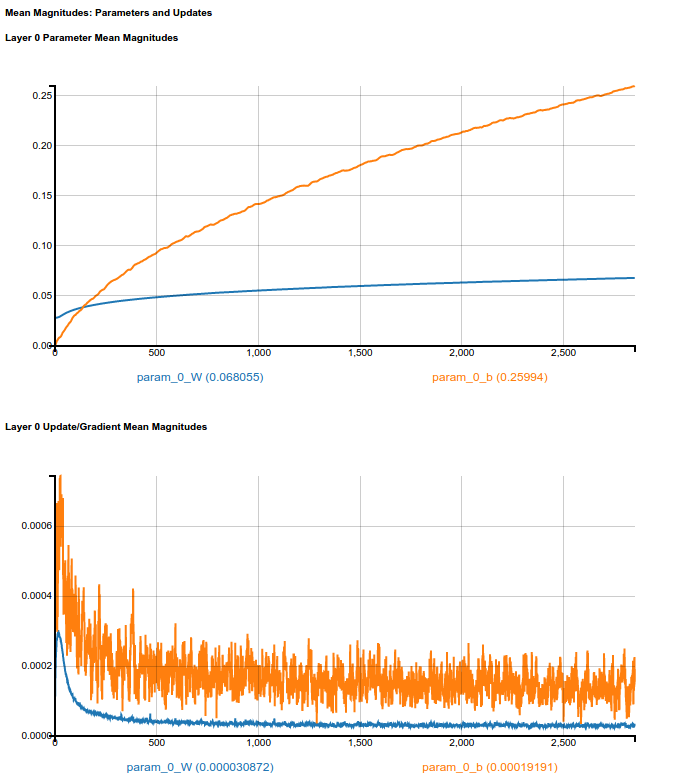 Mean Magnitudes: Parameters and Updates
Layer 0 Parameter Mean Magnitudes
0.25
0.20
0.15
0.10
0.05
0.00
0 500 1,000 1,500 2,000 2,500
param_0_W (0.068055) param_0_b (0.25994)
Layer 0 Update/Gradient Mean Magnitudes
0.0006
0.0004
0.0002
0.0000
0 500 1,000 1,500 2,000 2,500
param_0_W (0.000030872) param_0_b (0.00019191)